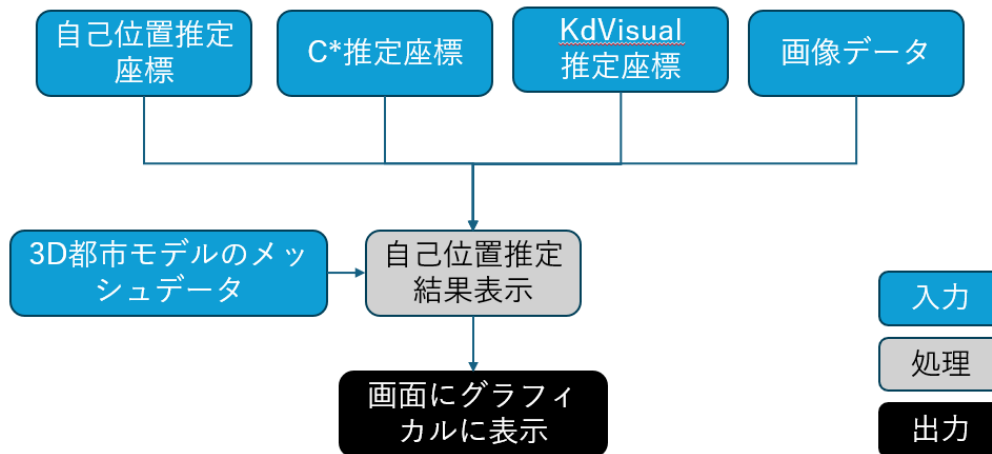 自己位置推定
座標
C*推定座標
KdVisual
推定座標
画像データ
3D都市モデルのメッ
シュデータ
自己位置推定
結果表示
画面にグラフィ
カルに表示
入力
処理
出力